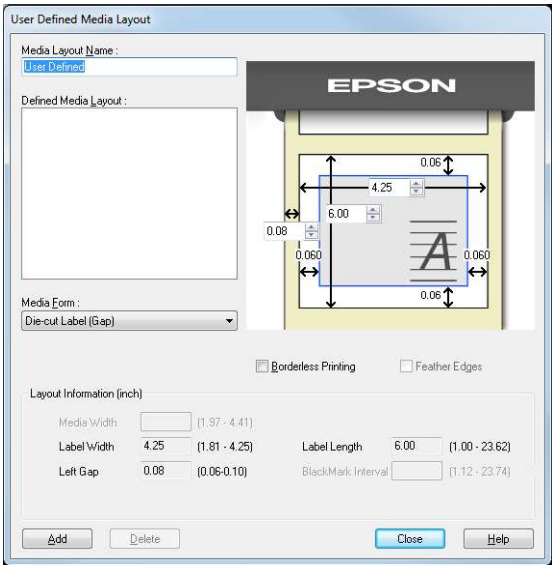 User Defined Media Layout
Media Layout Name :
User Defined
Defined Media Layout :
EPSON
0.06
4.25
6.00
0.08
A
0.060
0.060
0.06
Media Form :
Die-cut Label (Gap)
Borderless Printing
Feather Edges
Layout Information (inch)
Media Width (1.97 - 4.41)
Label Width 4.25 (1.81 - 4.25) Label Length 6.00 (1.00 - 23.62)
Left Gap 0.08 (0.06-0.10) BlackMark Interval (1.12 - 23.74)
Add Delete Close Help